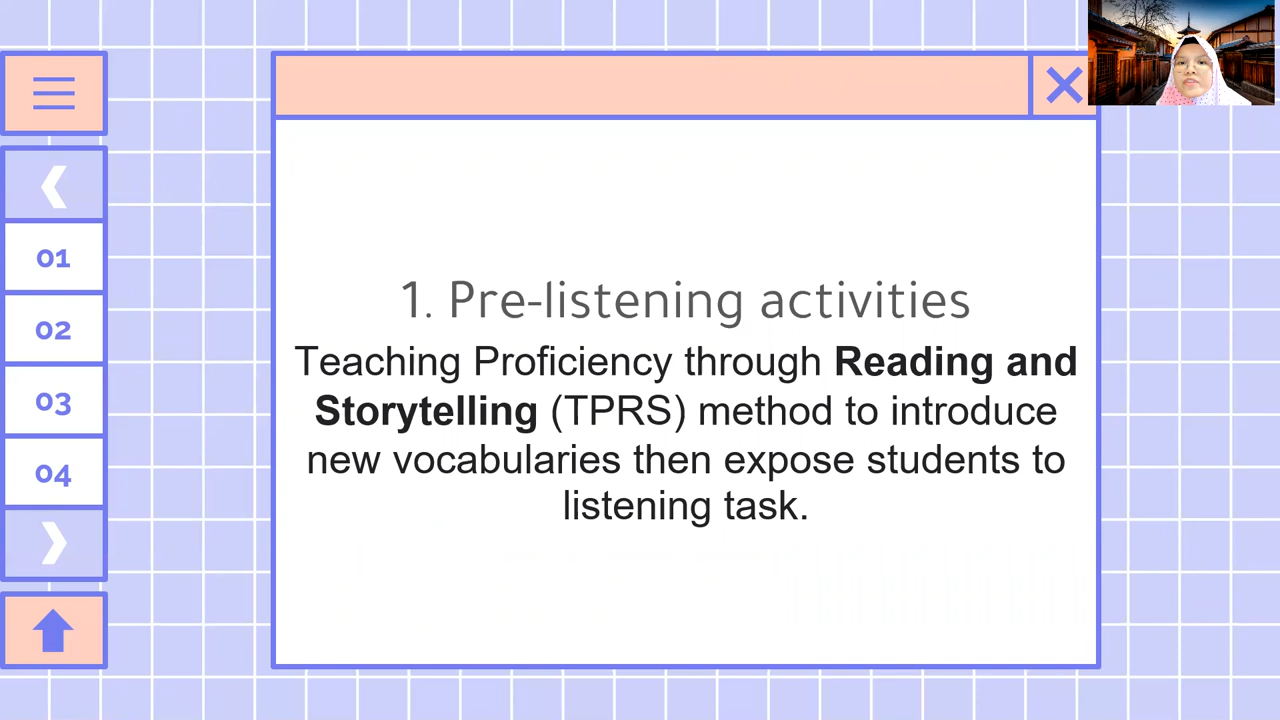 01
02
03
04
1. Pre-listening activities
Teaching Proficiency through Reading and
Storytelling (TPRS) method to introduce
new vocabularies then expose students to
listening task.